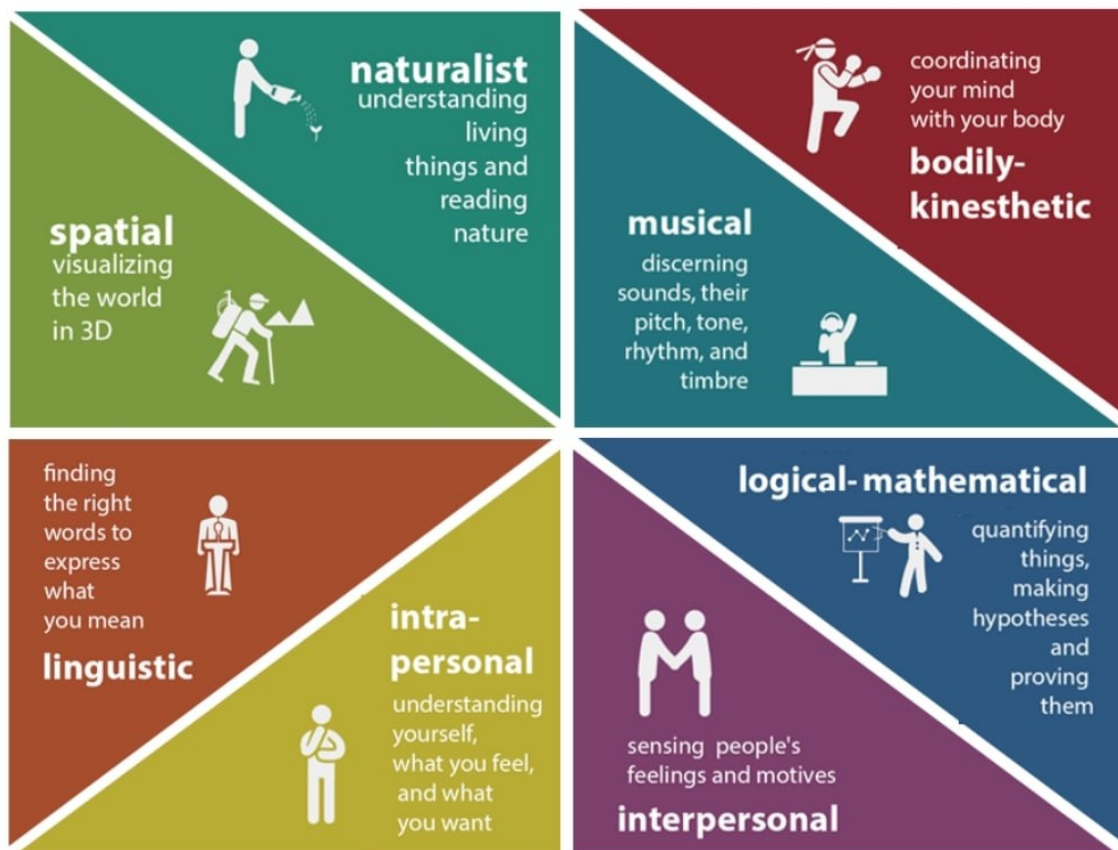 naturalist
understanding
living
things and
reading
nature
spatial
visualizing
the world
in 3D
coordinating
your mind
with your body
bodily-
kinesthetic
musical
discerning
sounds, their
pitch, tone,
rhythm, and
timbre
finding
the right
words to
express
what
you mean
linguistic
intra-
personal
understanding
yourself,
what you feel,
and what
you want
logical-mathematical
quantifying
things,
making
hypotheses
and
proving
them
sensing people's
feelings and motives
interpersonal